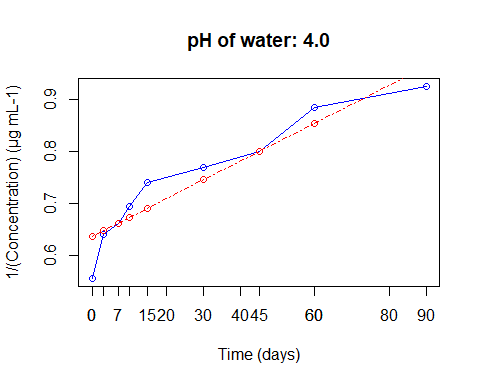 pH of water: 4.0
1/(Concentration) (µg mL-1)
0.9
0.8
0.7
0.6
0 7 1520 30 4045 60 80 90
Time (days)